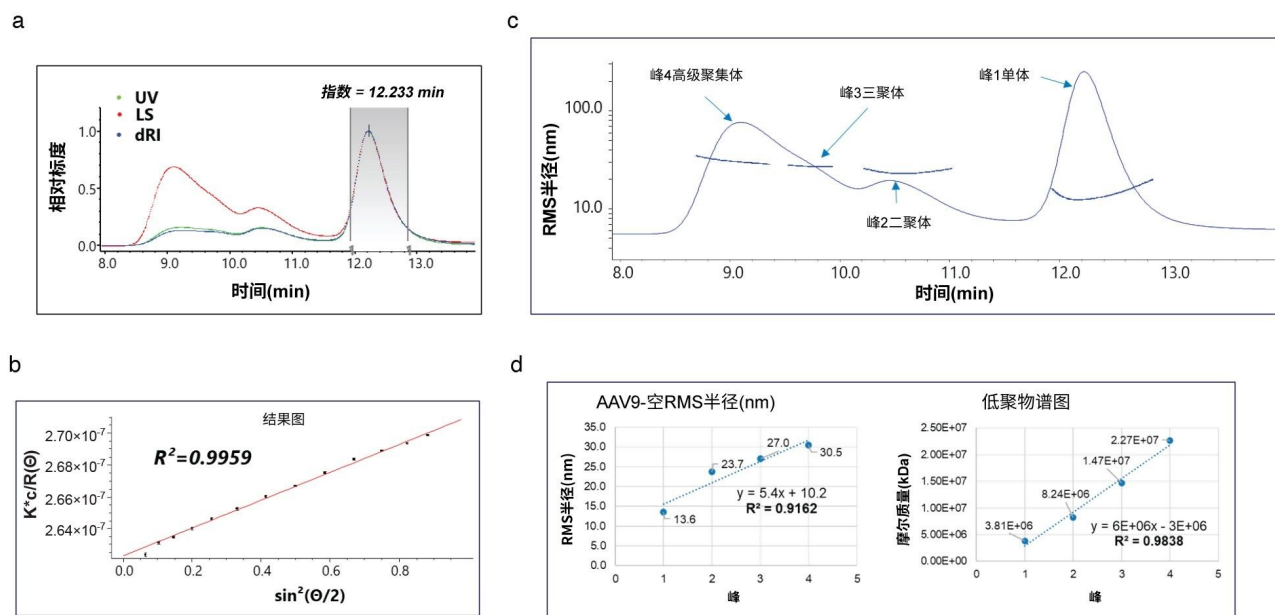 a
UV
LS
dRI
指数 = 12.233 min
相对标度
1.0
0.5
0.0
8.0 9.0 10.0 11.0 12.0 13.0
时间(min)
c
峰4高级聚集体
峰3三聚体
峰1单体
峰2二聚体
RMS半径(nm)
100.0
10.0
8.0 9.0 10.0 11.0 12.0 13.0
时间(min)
b
结果图
R²=0.9959
K*c/R(Θ)
2.70×10⁻⁷
2.68×10⁻⁷
2.66×10⁻⁷
2.64×10⁻⁷
0.0 0.2 0.4 0.6 0.8
sin²(Θ/2)
d
AAV9-空RMS半径(nm)
RMS半径(nm)
35.0
30.0
25.0
20.0
15.0
10.0
5.0
0.0
13.6
23.7
27.0
30.5
y = 5.4x + 10.2
R² = 0.9162
0 1 2 3 4 5
峰
低聚物谱图
摩尔质量(kDa)
2.50E+07
2.00E+07
1.50E+07
1.00E+07
5.00E+06
0.00E+00
3.81E+06
8.24E+06
1.47E+07
2.27E+07
y = 6E+06x - 3E+06
R² = 0.9838
0 1 2 3 4 5
峰